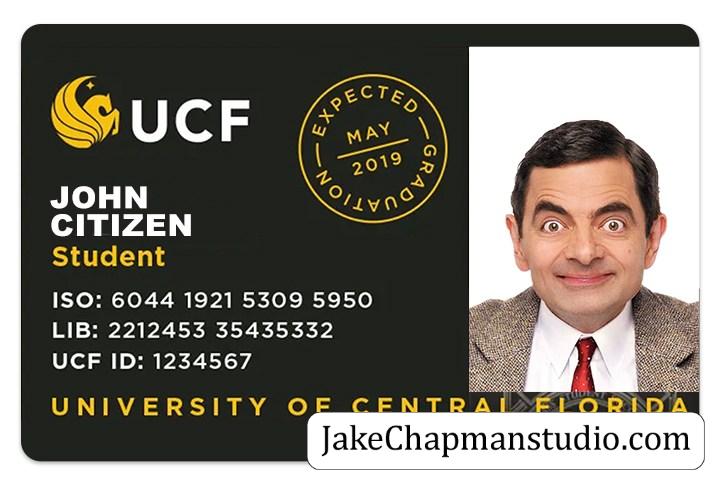 UCF
EXPECTED
MAY
2019
GRADUATION
JOHN
CITIZEN
Student
ISO: 6044 1921 5309 5950
LIB: 2212453 35435332
UCF ID: 1234567
UNIVERSITY OF CENTRAL FLORIDA
JakeChapmanstudio.com